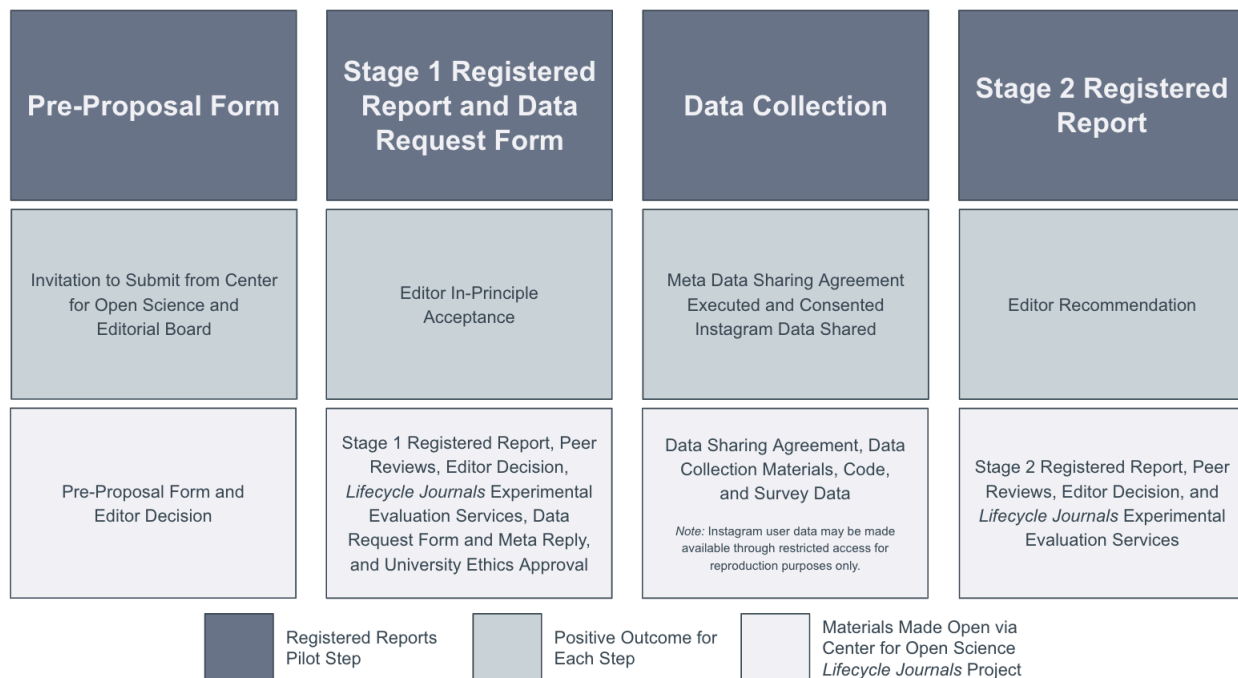 Pre-Proposal Form
Stage 1 Registered
Report and Data
Request Form
Data Collection
Stage 2 Registered
Report
Invitation to Submit from Center
for Open Science and
Editorial Board
Editor In-Principle
Acceptance
Meta Data Sharing Agreement
Executed and Consented
Instagram Data Shared
Editor Recommendation
Pre-Proposal Form and
Editor Decision
Stage 1 Registered Report, Peer
Reviews, Editor Decision,
Lifecycle Journals Experimental
Evaluation Services, Data
Request Form and Meta Reply,
and University Ethics Approval
Data Sharing Agreement, Data
Collection Materials, Code,
and Survey Data
Note: Instagram user data may be made
available through restricted access for
reproduction purposes only.
Stage 2 Registered Report, Peer
Reviews, Editor Decision, and
Lifecycle Journals Experimental
Evaluation Services
Registered Reports
Pilot Step
Positive Outcome for
Each Step
Materials Made Open via
Center for Open Science
Lifecycle Journals Project